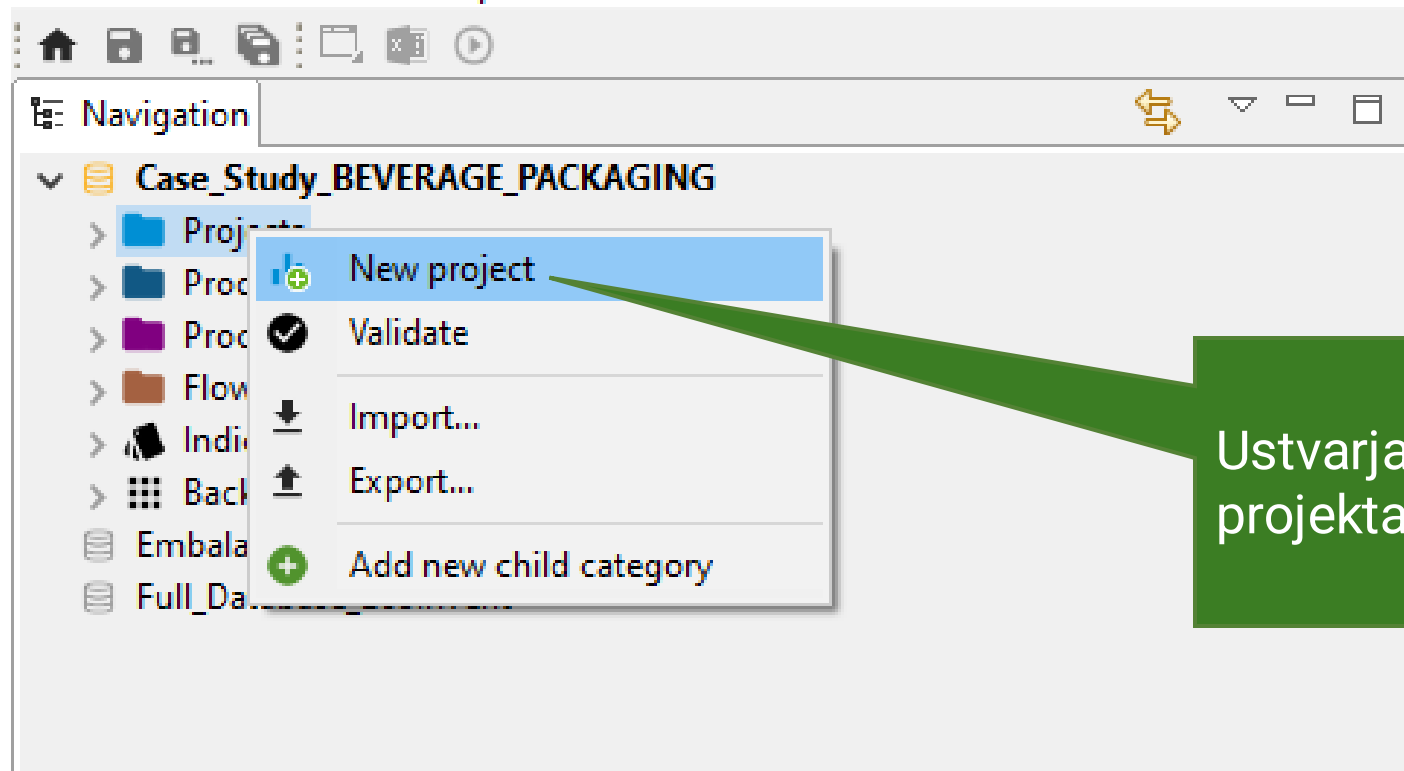 Navigation
Case_Study_BEVERAGE_PACKAGING
New project
Validate
Import...
Export...
Add new child category
Ustvarja
projekta